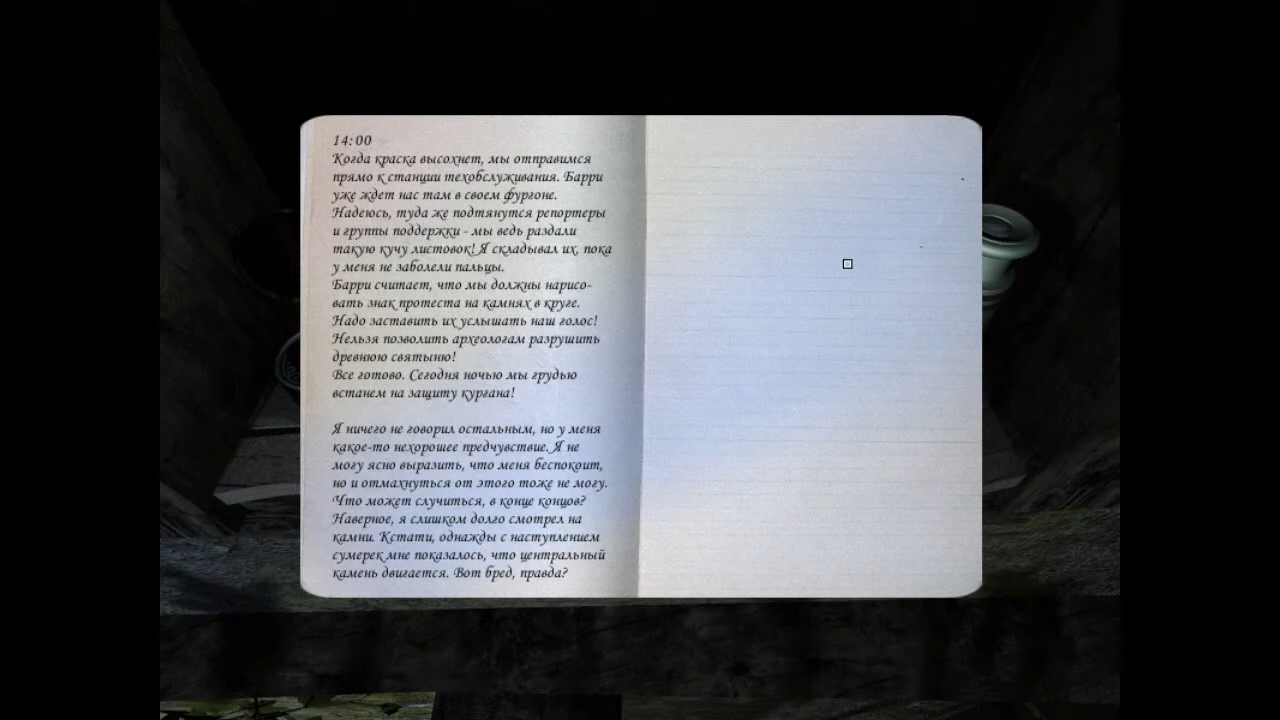 14:00
Когда краска высохнет, мы отправимся
прямо к станции техобслуживания. Барри
уже ждет нас там в своем фургоне.
Надеюсь, туда же подтянутся репортеры
и группы поддержки - мы ведь раздали
такую кучу листовок! Я складывал их, пока
у меня не заболели пальцы.
Барри считает, что мы должны нарисо-
вать знак протеста на камнях в круге.
Надо заставить их услышать наш голос!
Нельзя позволить археологам разрушить
древнюю святыню!
Все готово. Сегодня ночью мы грудью
встанем на защиту кургана!
Я ничего не говорил остальным, но у меня
какое-то нехорошее предчувствие. Я не
могу ясно выразить, что меня беспокоит,
но и отмахнуться от этого тоже не могу.
Что может случиться, в конце концов?
Наверное, я слишком долго смотрел на
камни. Кстати, однажды с наступлением
сумерек мне показалось, что центральный
камень двигается. Вот бред, правда?